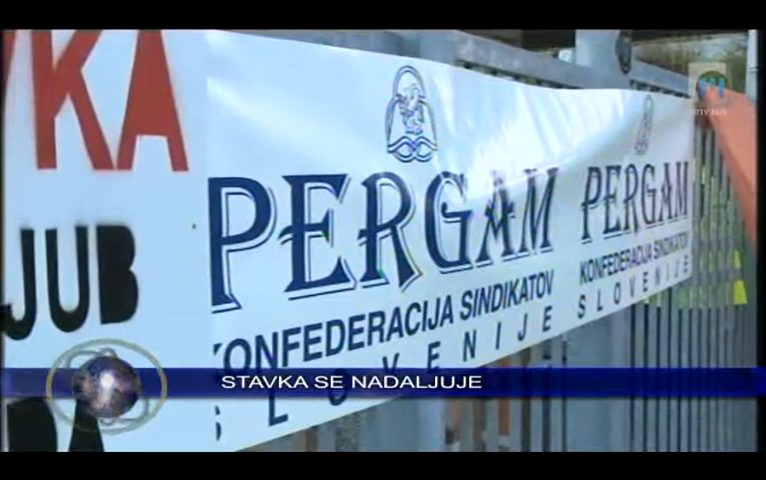 KA
JUB
PERGAM
KONFEDERACIJA SINDIKATOV
SLOVENIJE
PERGAM
KONFEDERACIJA SINDIKATOV
SLOVENIJE
STAVKA SE NADALJUJE